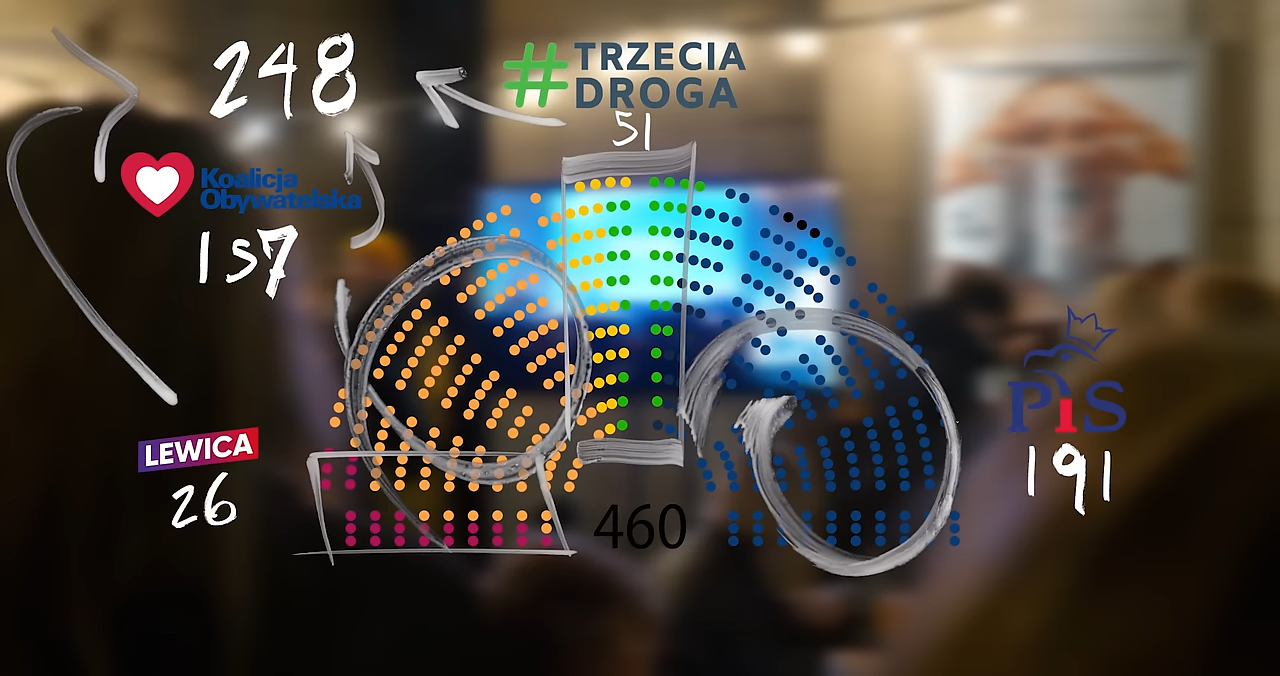 248
#TRZECIA
DROGA
51
Koalicja
Obywatelska
157
PiS
191
LEWICA
26
460